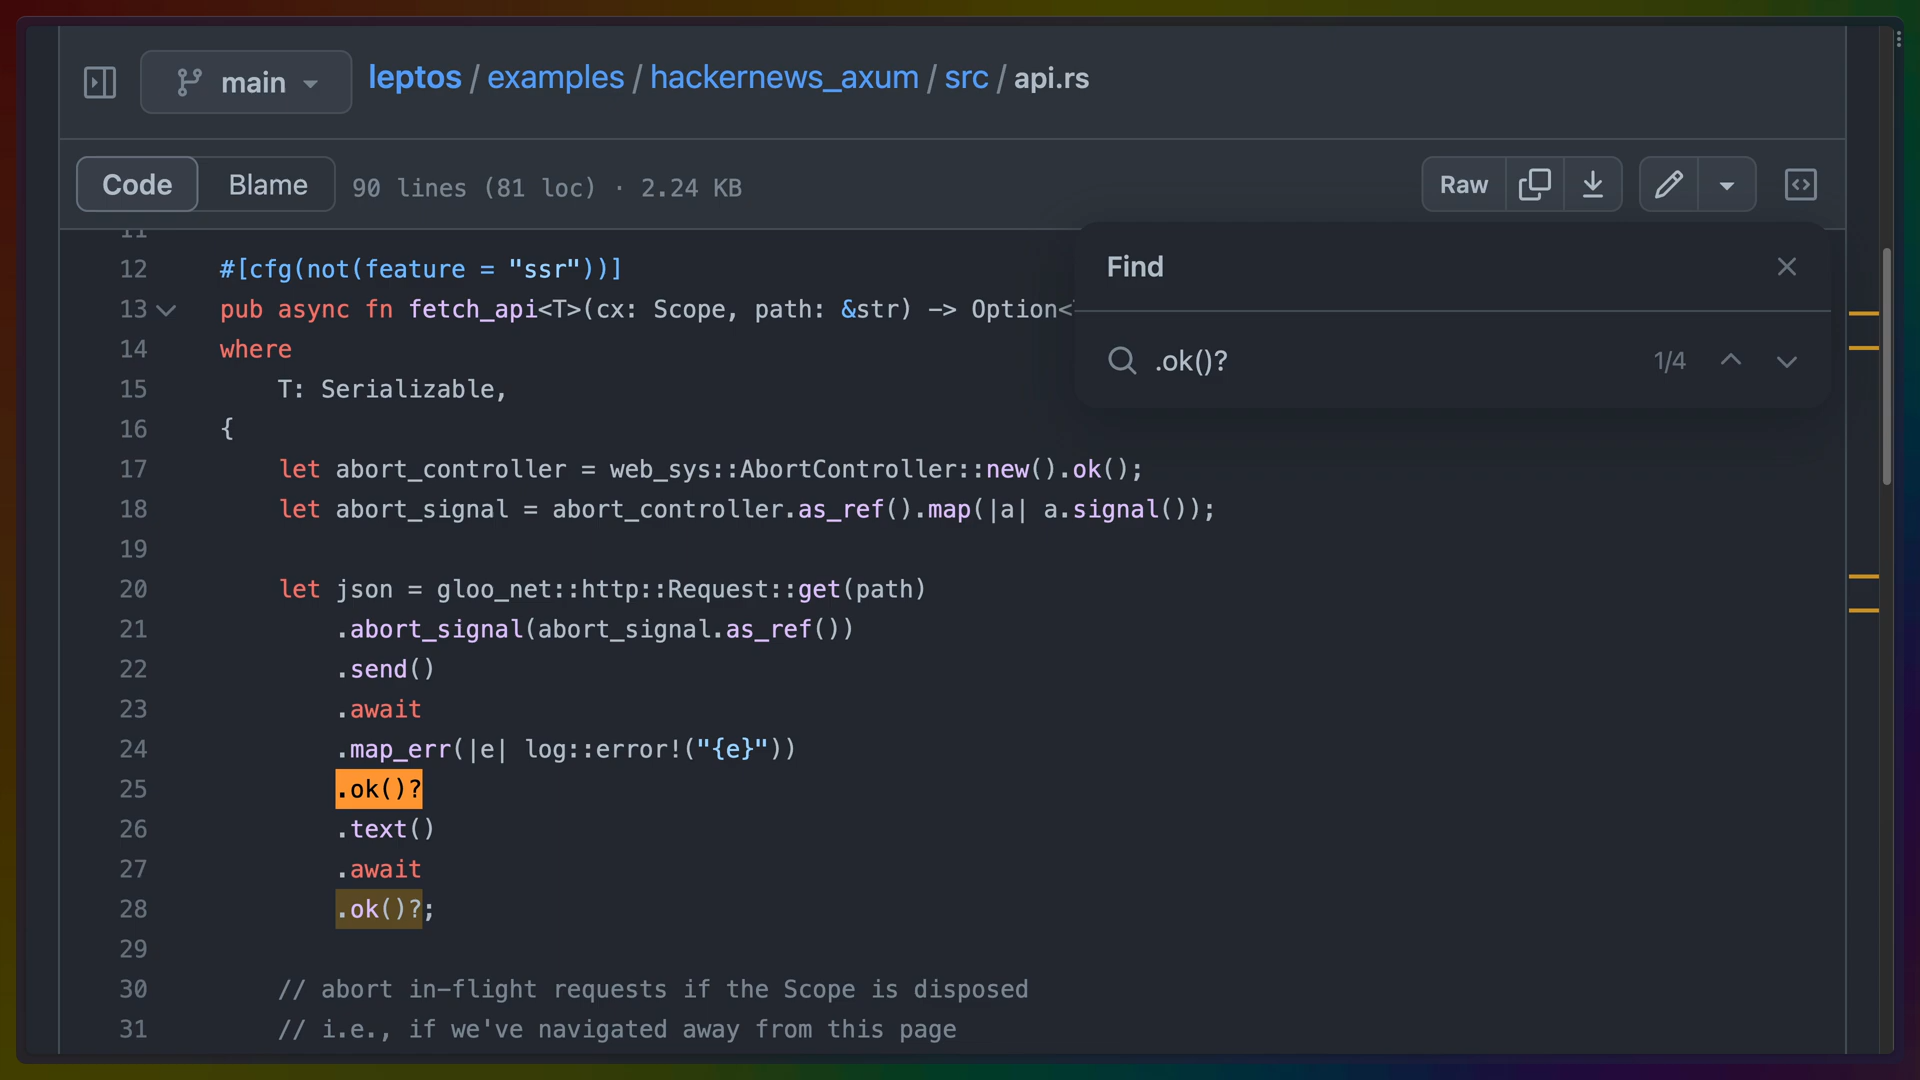 main
leptos / examples / hackernews_axum / src / api.rs
Code Blame 90 lines (81 loc) · 2.24 KB Raw
11
12 #[cfg(not(feature = "ssr"))]
13 pub async fn fetch_api<T>(cx: Scope, path: &str) -> Option<
14 where
15 T: Serializable,
16 {
17 let abort_controller = web_sys::AbortController::new().ok();
18 let abort_signal = abort_controller.as_ref().map(|a| a.signal());
19
20 let json = gloo_net::http::Request::get(path)
21 .abort_signal(abort_signal.as_ref())
22 .send()
23 .await
24 .map_err(|e| log::error!("{e}"))
25 .ok()?
26 .text()
27 .await
28 .ok()?;
29
30 // abort in-flight requests if the Scope is disposed
31 // i.e., if we've navigated away from this page
Find
.ok()? 1/4